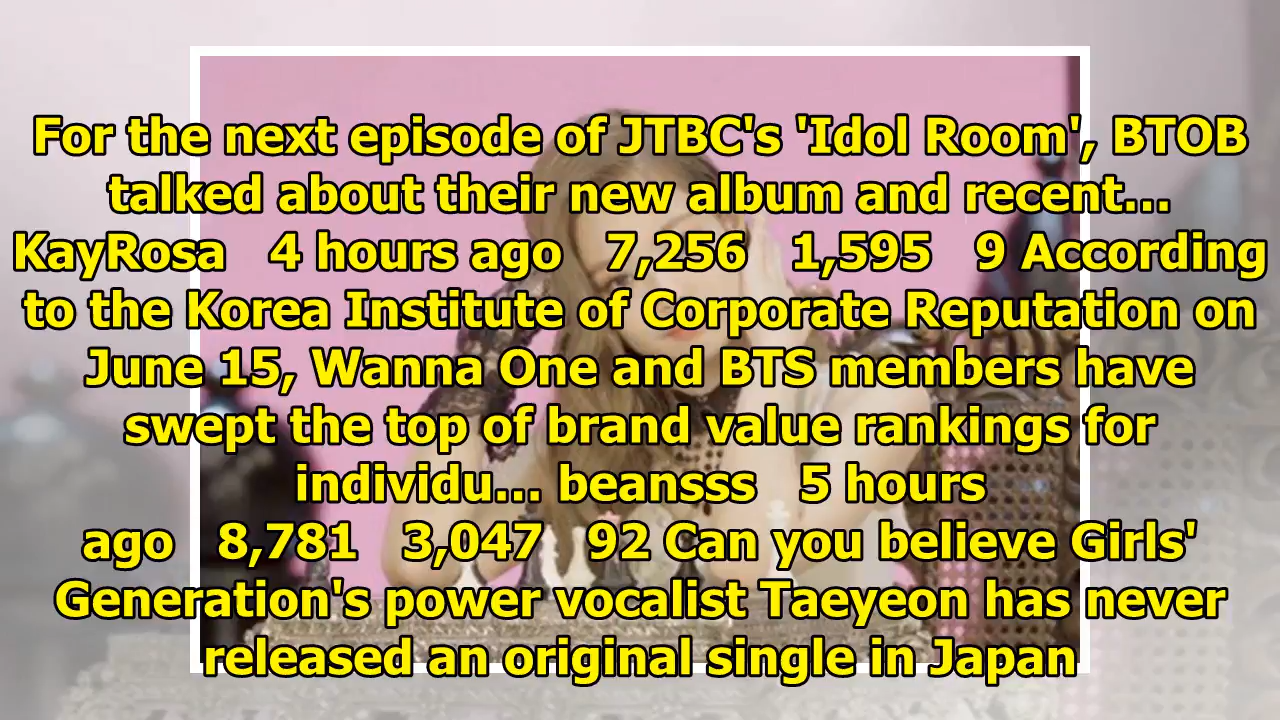 For the next episode of JTBC's 'Idol Room', BTOB
talked about their new album and recent...
KayRosa 4 hours ago 7,256 1,595 9 According
to the Korea Institute of Corporate Reputation on
June 15, Wanna One and BTS members have
swept the top of brand value rankings for
individu... beansss 5 hours
ago 8,781 3,047 92 Can you believe Girls'
Generation's power vocalist Taeyeon has never
released an original single in Japan